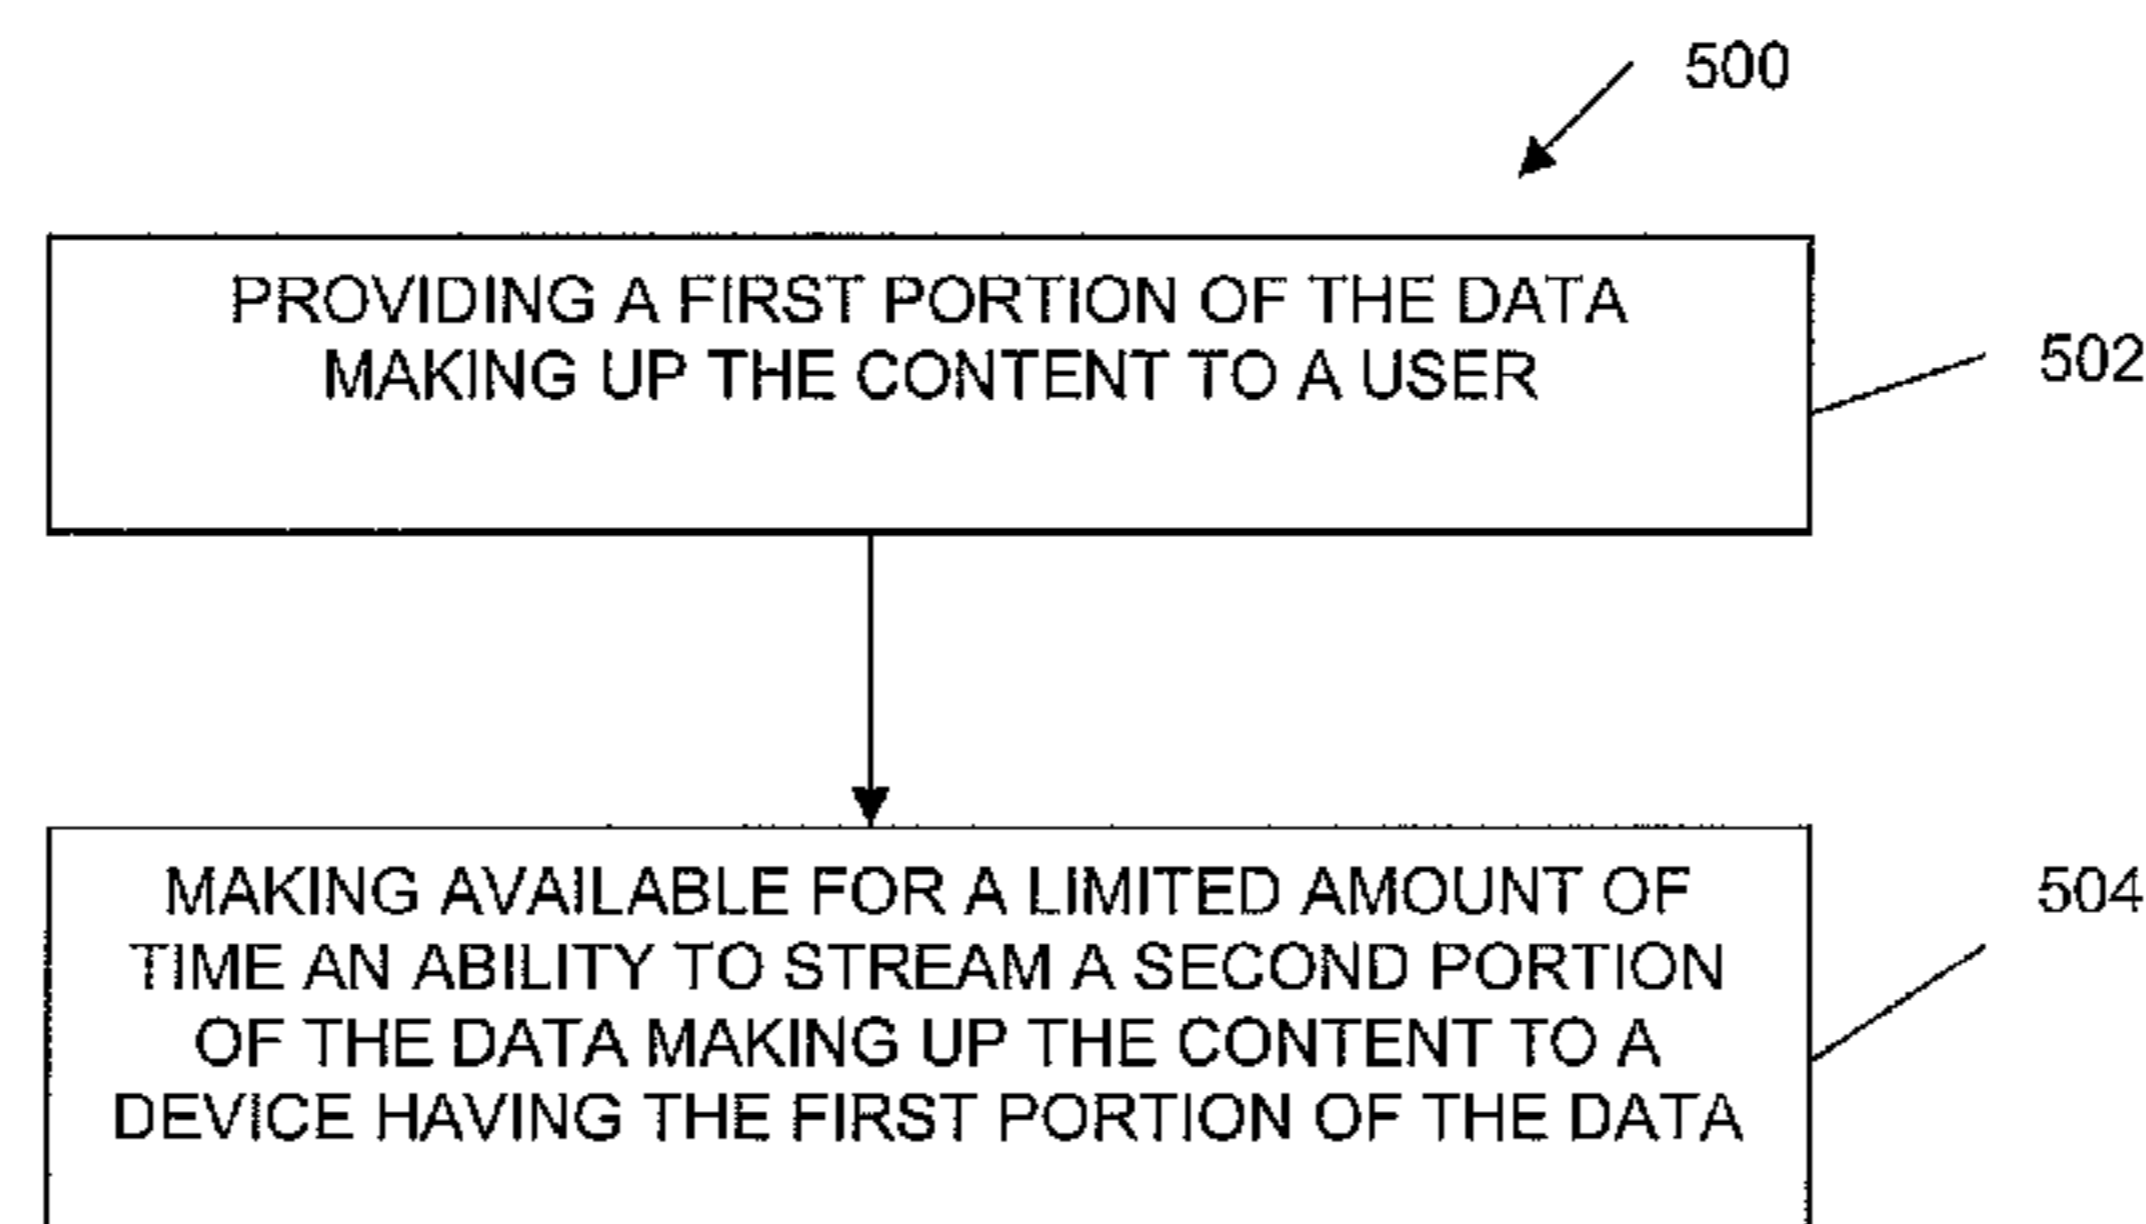 500
PROVIDING A FIRST PORTION OF THE DATA
MAKING UP THE CONTENT TO A USER
502
MAKING AVAILABLE FOR A LIMITED AMOUNT OF
TIME AN ABILITY TO STREAM A SECOND PORTION
OF THE DATA MAKING UP THE CONTENT TO A
DEVICE HAVING THE FIRST PORTION OF THE DATA
504